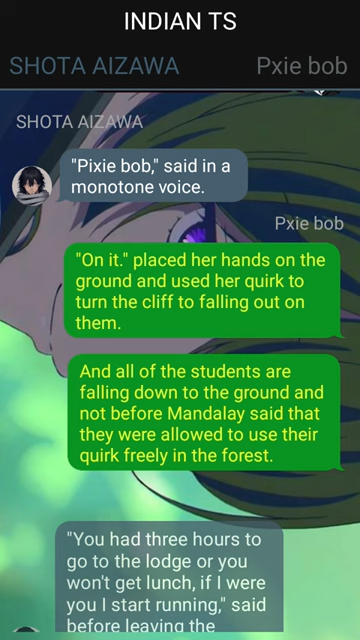 INDIAN TS
SHOTA AIZAWA
Pxie bob
SHOTA AIZAWA
"Pixie bob," said in a
monotone voice.
Pxie bob
"On it." placed her hands on the
ground and used her quirk to
turn the cliff to falling out on
them.
And all of the students are
falling down to the ground and
not before Mandalay said that
they were allowed to use their
quirk freely in the forest.
"You had three hours to
go to the lodge or you
won't get lunch, if I were
you I start running," said
before leaving the